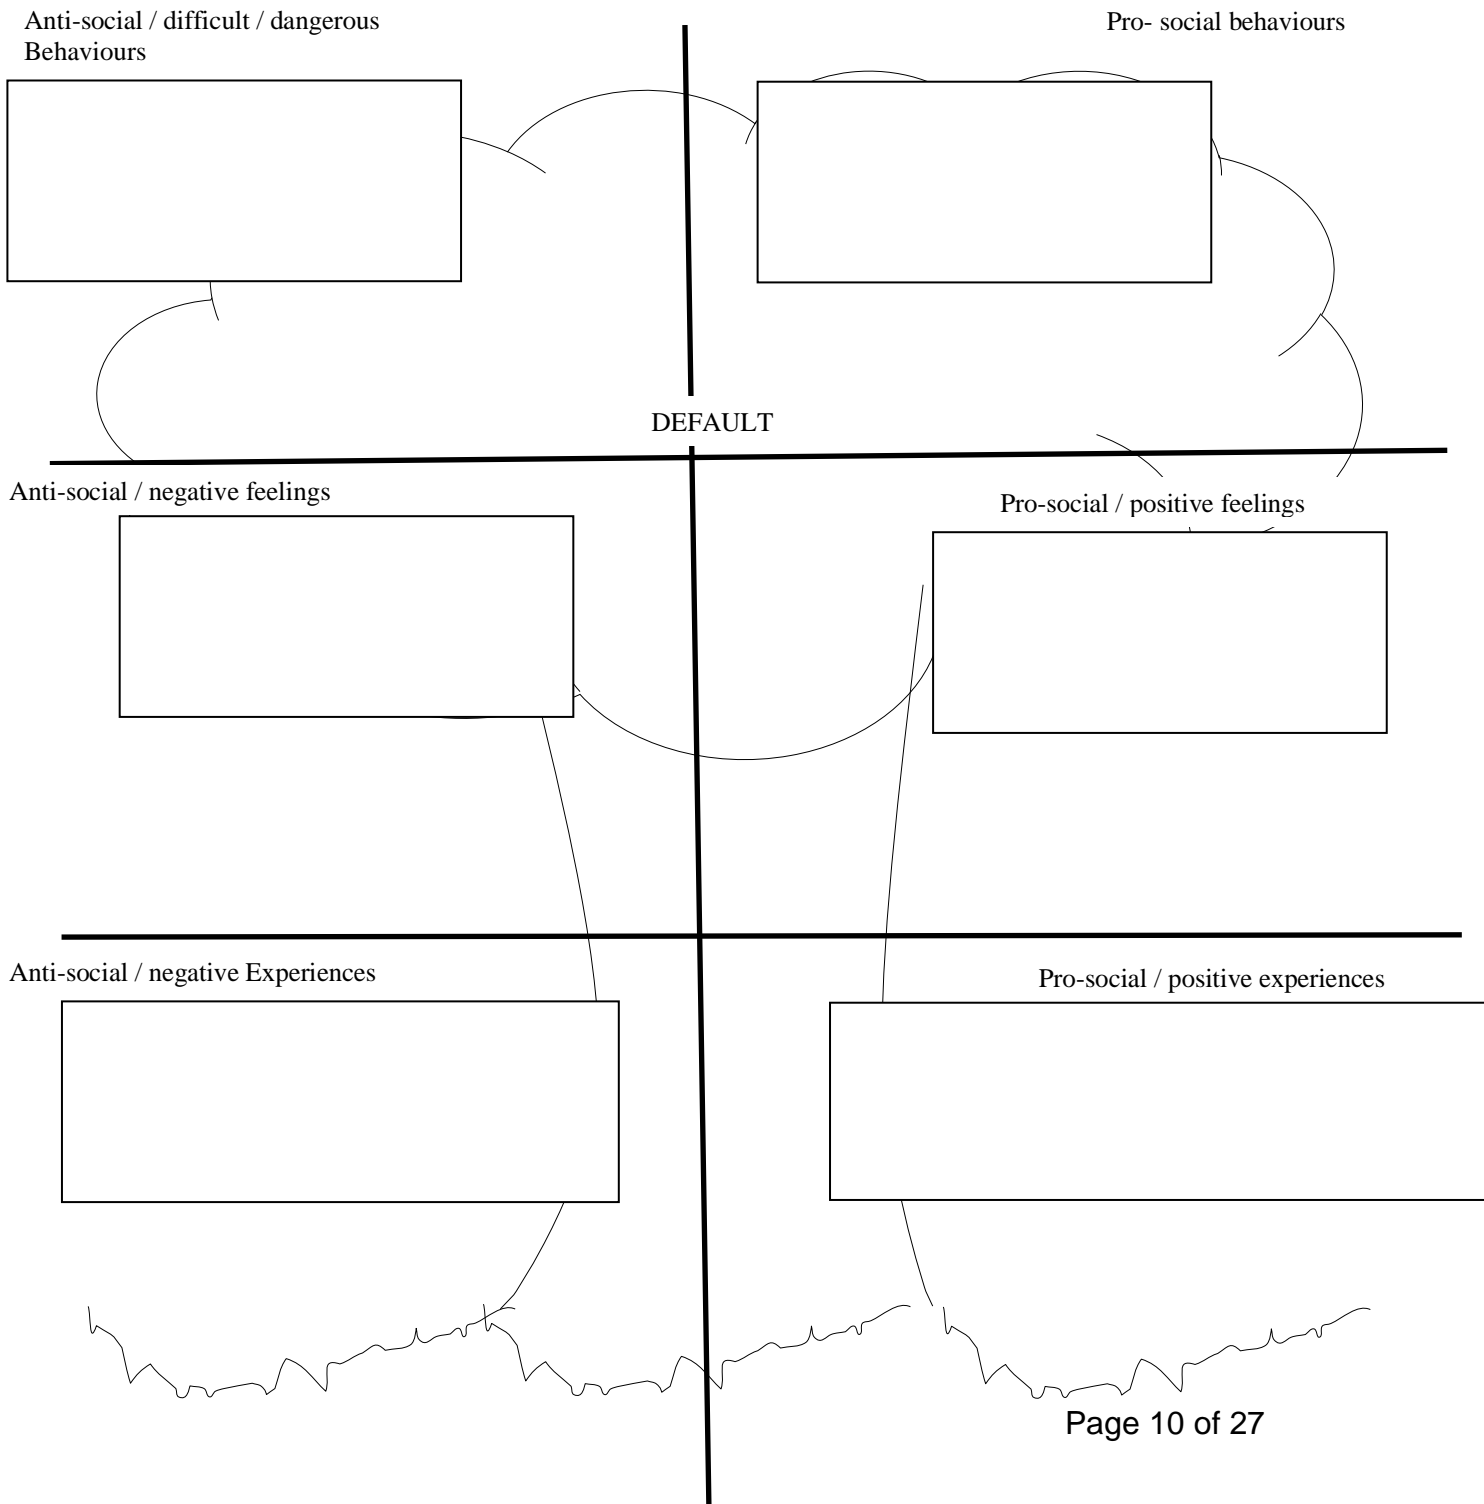 Anti-social / difficult / dangerous
Behaviours
Pro- social behaviours
DEFAULT
Anti-social / negative feelings
Pro-social / positive feelings
Anti-social / negative Experiences
Pro-social / positive experiences
Page 10 of 27